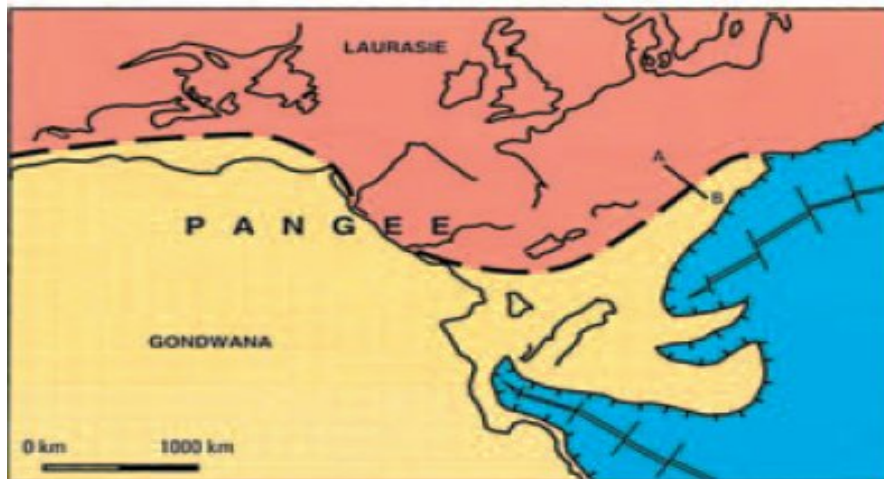 LAURASIE
A
B
P A N G E E
GONDWANA
0 km 1000 km